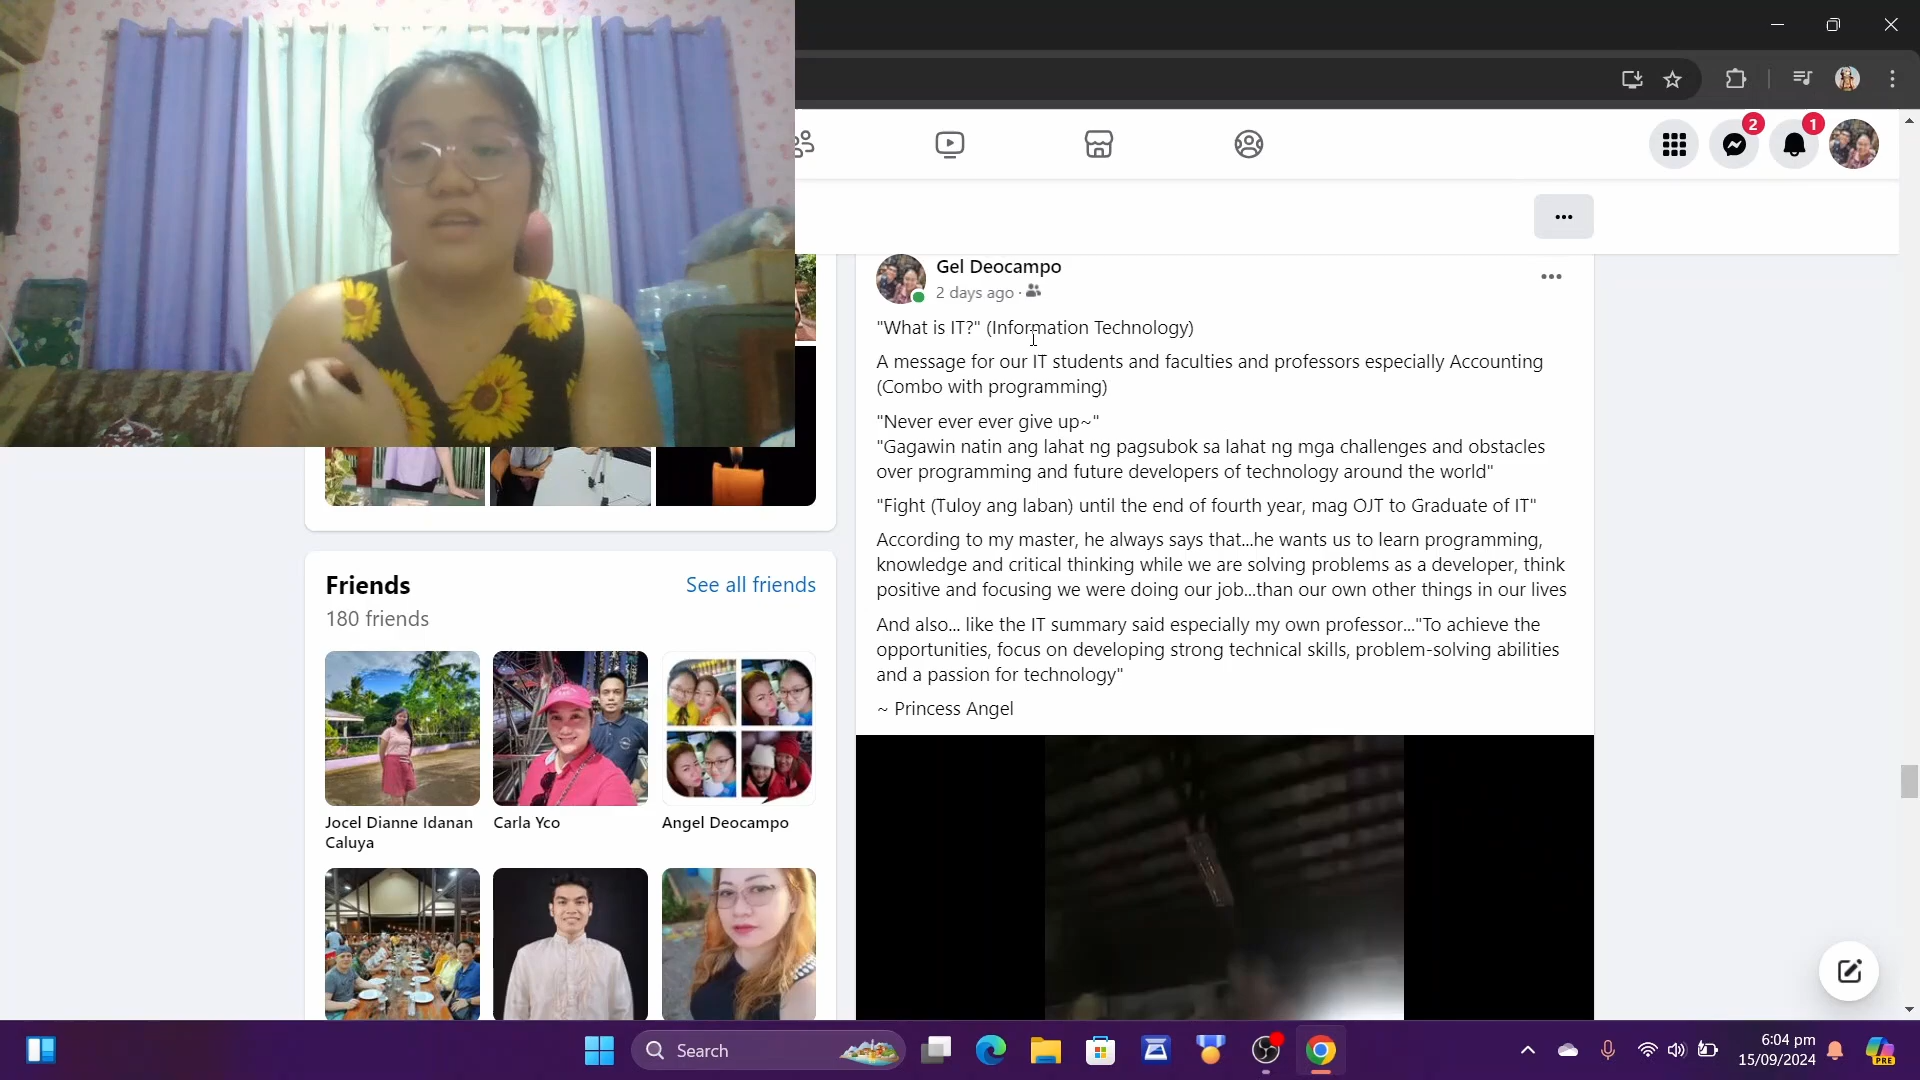 2
1
Gel Deocampo
2 days ago ·
"What is IT?" (Information Technology)
A message for our IT students and faculties and professors especially Accounting
(Combo with programming)
"Never ever ever give up~"
"Gagawin natin ang lahat ng pagsubok sa lahat ng mga challenges and obstacles
over programming and future developers of technology around the world"
"Fight (Tuloy ang laban) until the end of fourth year, mag OJT to Graduate of IT"
According to my master, he always says that...he wants us to learn programming,
knowledge and critical thinking while we are solving problems as a developer, think
positive and focusing we were doing our job...than our own other things in our lives
And also... like the IT summary said especially my own professor..."To achieve the
opportunities, focus on developing strong technical skills, problem-solving abilities
and a passion for technology"
~ Princess Angel
Friends
See all friends
180 friends
Jocel Dianne Idanan
Caluya
Carla Yco
Angel Deocampo
Search
6:04 pm
15/09/2024
PRE